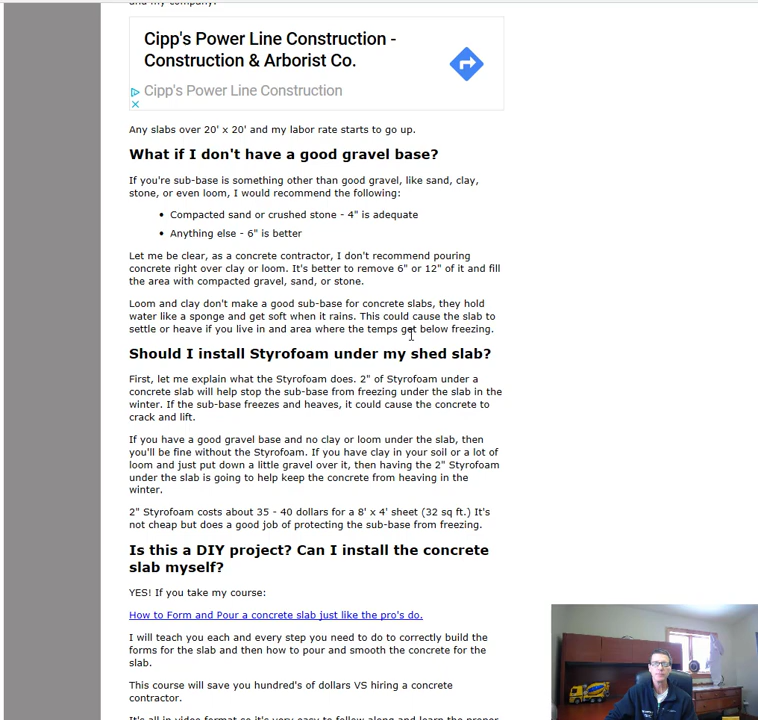 and my company?
Cipp's Power Line Construction -
Construction & Arborist Co.
Cipp's Power Line Construction
Any slabs over 20' x 20' and my labor rate starts to go up.
What if I don't have a good gravel base?
If you're sub-base is something other than good gravel, like sand, clay,
stone, or even loom, I would recommend the following:
• Compacted sand or crushed stone - 4" is adequate
• Anything else - 6" is better
Let me be clear, as a concrete contractor, I don't recommend pouring
concrete right over clay or loom. It's better to remove 6" or 12" of it and fill
the area with compacted gravel, sand, or stone.
Loom and clay don't make a good sub-base for concrete slabs, they hold
water like a sponge and get soft when it rains. This could cause the slab to
settle or heave if you live in and area where the temps get below freezing.
Should I install Styrofoam under my shed slab?
First, let me explain what the Styrofoam does. 2" of Styrofoam under a
concrete slab will help stop the sub-base from freezing under the slab in the
winter. If the sub-base freezes and heaves, it could cause the concrete to
crack and lift.
If you have a good gravel base and no clay or loom under the slab, then
you'll be fine without the Styrofoam. If you have clay in your soil or a lot of
loom and just put down a little gravel over it, then having the 2" Styrofoam
under the slab is going to help keep the concrete from heaving in the
winter.
2" Styrofoam costs about 35 - 40 dollars for a 8' x 4' sheet (32 sq ft.) It's
not cheap but does a good job of protecting the sub-base from freezing.
Is this a DIY project? Can I install the concrete
slab myself?
YES! If you take my course:
How to Form and Pour a concrete slab just like the pro's do.
I will teach you each and every step you need to do to correctly build the
forms for the slab and then how to pour and smooth the concrete for the
slab.
This course will save you hundred's of dollars VS hiring a concrete
contractor.
It's all in video format so it's very easy to follow along and learn the proper